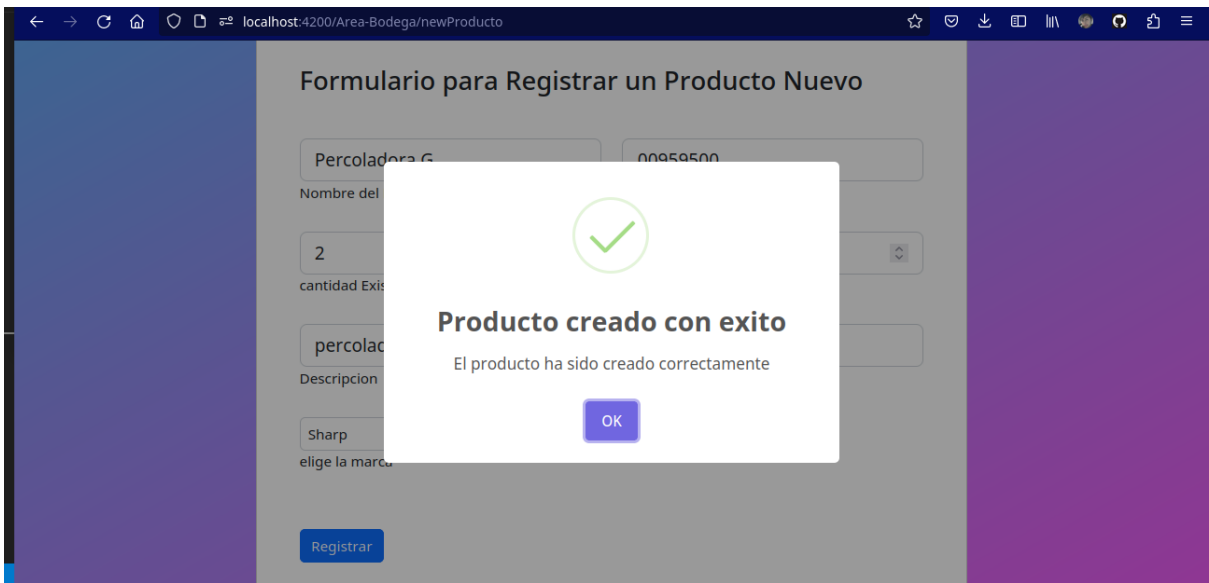 localhost:4200/Area-Bodega/newProducto
Formulario para Registrar un Producto Nuevo
Percoladora G 00959500
Nombre del
2
cantidad Exis
percolad
Descripcion
Sharp
elige la marca
Producto creado con exito
El producto ha sido creado correctamente
OK
Registrar